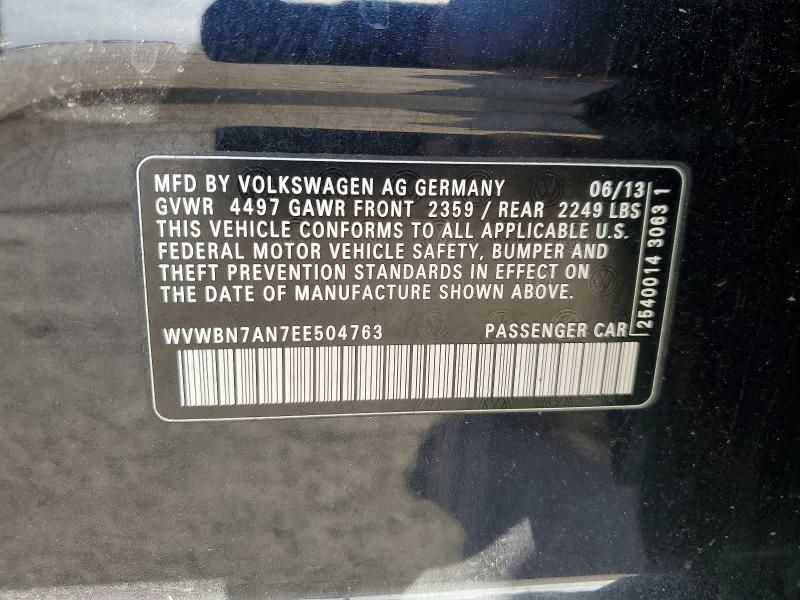 MFD BY VOLKSWAGEN AG GERMANY 06/13
GVWR 4497 GAWR FRONT 2359 / REAR 2249 LBS
THIS VEHICLE CONFORMS TO ALL APPLICABLE U.S.
FEDERAL MOTOR VEHICLE SAFETY, BUMPER AND
THEFT PREVENTION STANDARDS IN EFFECT ON
THE DATE OF MANUFACTURE SHOWN ABOVE.
WVWBN7AN7EE504763 PASSENGER CAR
2540014 3063 1